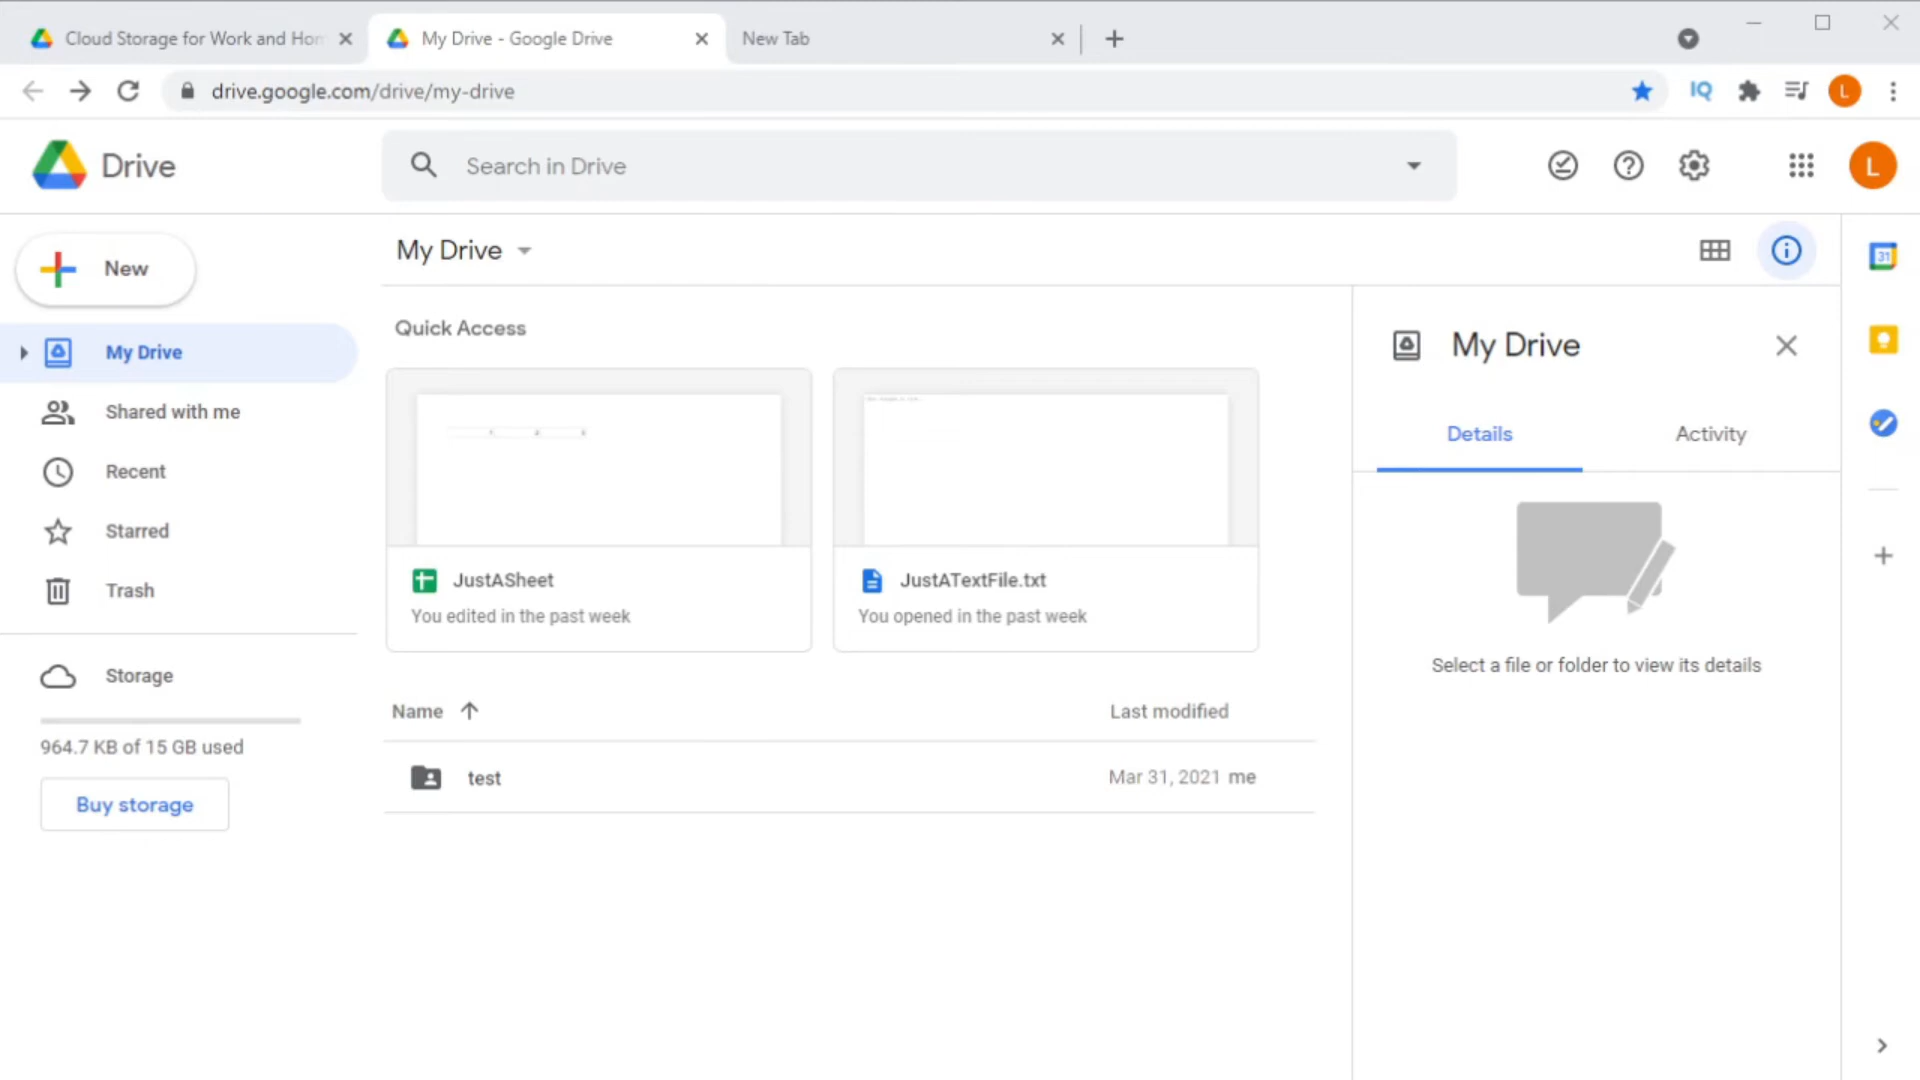 Cloud Storage for Work and Hom
My Drive - Google Drive
New Tab
drive.google.com/drive/my-drive
IQ
L
Drive
Search in Drive
L
New
My Drive
31
Quick Access
My Drive
My Drive
Shared with me
Details
Activity
Recent
Starred
JustASheet
JustATextFile.txt
Trash
You edited in the past week
You opened in the past week
Select a file or folder to view its details
Storage
Name
Last modified
964.7 KB of 15 GB used
test
Mar 31, 2021 me
Buy storage